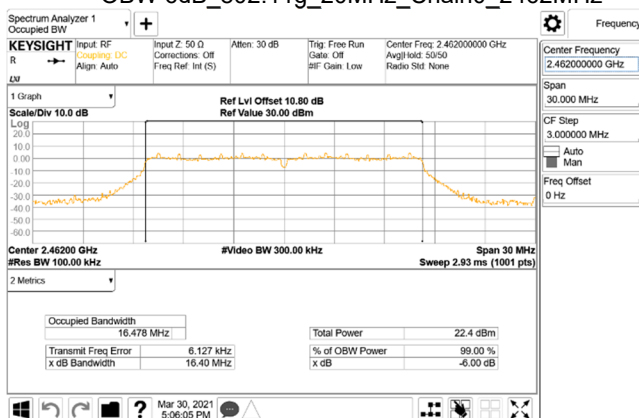 OBW 6dB_802.11g_20MHz_Chain0_2462MHz
Spectrum Analyzer 1
Occupied BW
Frequency
KEYSIGHT
R
LXI
Input: RF
Coupling: DC
Align: Auto
Input Z: 50 Ω
Corrections: Off
Freq Ref: Int (S)
Atten: 30 dB
Trig: Free Run
Gate: Off
#IF Gain: Low
Center Freq: 2.462000000 GHz
Avg|Hold: 50/50
Radio Std: None
Center Frequency
2.462000000 GHz
Span
30.000 MHz
CF Step
3.000000 MHz
Auto
Man
Freq Offset
0 Hz
1 Graph
Scale/Div 10.0 dB
Ref Lvl Offset 10.80 dB
Ref Value 30.00 dBm
Log
20.0
10.0
0.00
-10.0
-20.0
-30.0
-40.0
-50.0
-60.0
Center 2.46200 GHz
#Res BW 100.00 kHz
#Video BW 300.00 kHz
Span 30 MHz
Sweep 2.93 ms (1001 pts)
2 Metrics
Occupied Bandwidth
16.478 MHz
Total Power 22.4 dBm
Transmit Freq Error 6.127 kHz
% of OBW Power 99.00 %
x dB Bandwidth 16.40 MHz
x dB -6.00 dB
?
Mar 30, 2021
5:06:05 PM